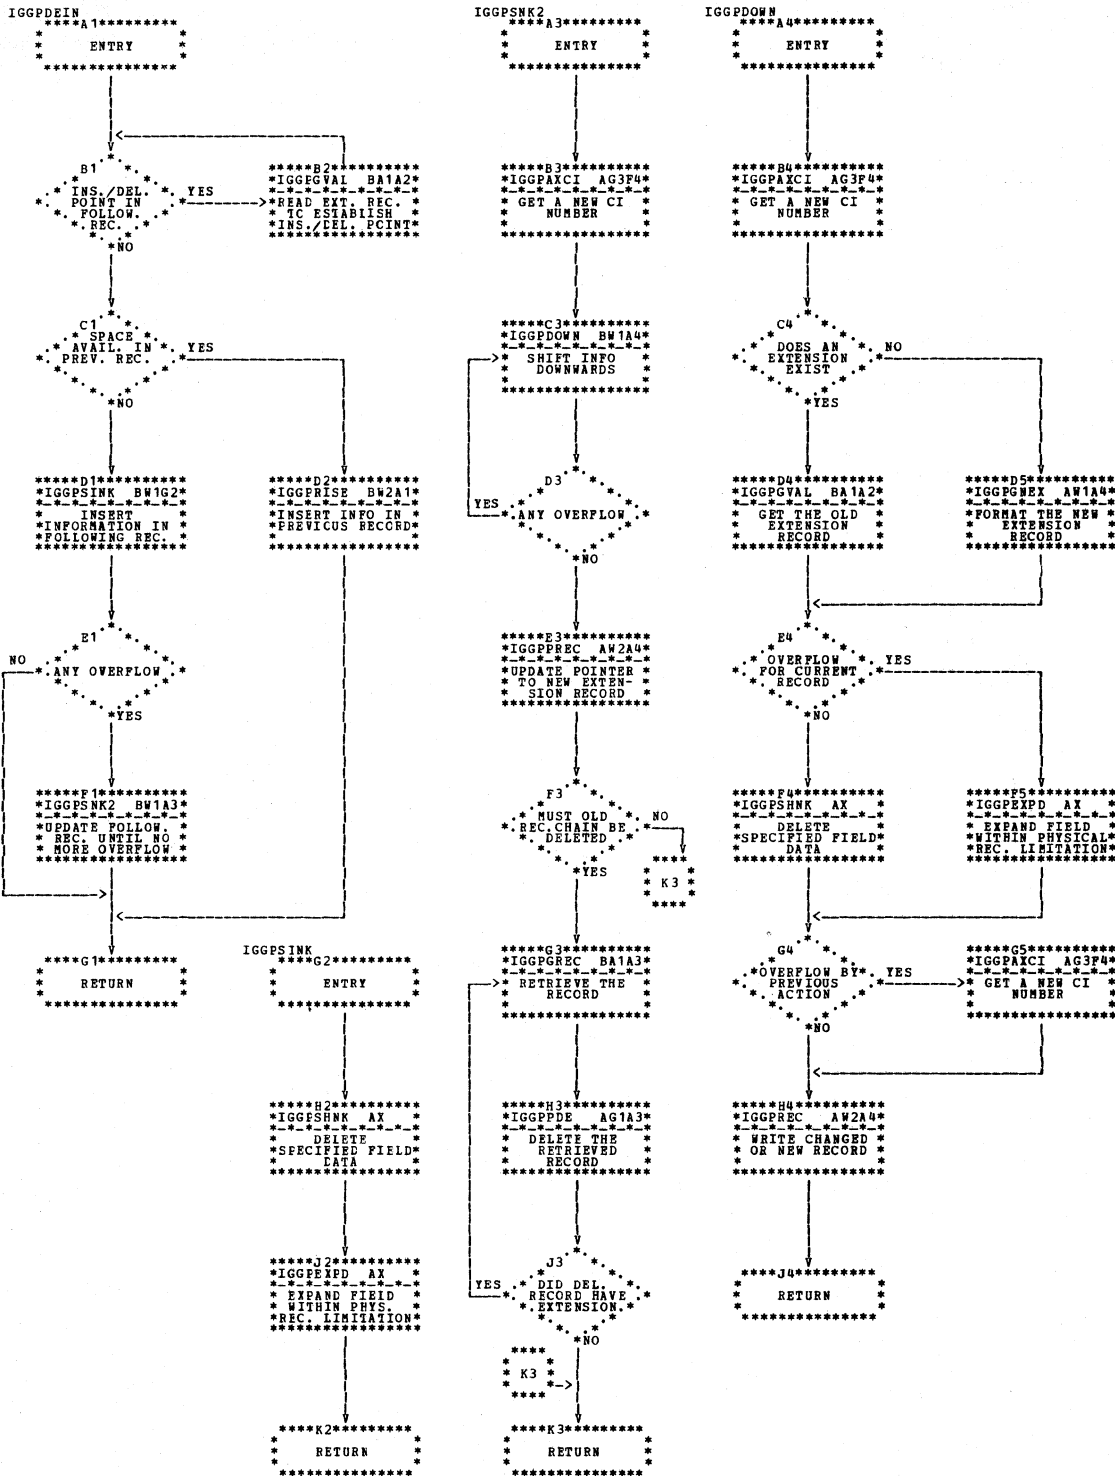 IGGPDEIN
****A1*********
ENTRY
B1
INS./DEL.
POINT IN
FOLLOW.
REC.
YES
NO
*****B2**********
*IGGPGVAL BA1A2*
*-*-*-*-*-*-*-*-*
*READ EXT. REC.
TC ESTABLISH
*INS./DEL. PCINT*
C1
SPACE
AVAIL. IN
PREV. REC.
YES
NO
*****D1**********
*IGGPSINK BW1G2*
*-*-*-*-*-*-*-*-*
INSERT
*INFORMATION IN
*FOLLOWING REC. *
*****D2**********
*IGGPRISE BW2A1*
*-*-*-*-*-*-*-*-*
*INSERT INFO IN *
*PREVICUS RECORD*
E1
NO
*.ANY OVERFLOW
*YES
*****F1**********
*IGGPSNK2 BW1A3*
*-*-*-*-*-*-*-*-*
*UPDATE FOLLOW. *
* REC. UNTIL NO *
* MORE OVERFLOW *
****G1*********
RETURN
IGGPSINK
****G2*********
ENTRY
*****H2**********
*IGGPSHNK AX *
*-*-*-*-*-*-*-*-*
* DELETE *
*SPECIFIED FIELD*
* DATA *
*****J2**********
*IGGPEXPD AX *
*-*-*-*-*-*-*-*-*
* EXPAND FIEID *
* WITHIN PHYS. *
*REC. LIMITATION*
****K2*********
RETURN
IGGPSNK2
****A3*********
ENTRY
*****B3**********
*IGGPAXCI AG3F4*
*-*-*-*-*-*-*-*-*
* GET A NEW CI *
* NUMBER *
*****C3**********
*IGGPDOWN BW1A4*
*-*-*-*-*-*-*-*-*
* SHIFT INFO *
* DOWNWARDS *
D3
YES
*.ANY OVERFLOW .*
*NO
*****E3**********
*IGGPPREC AW2A4*
*-*-*-*-*-*-*-*-*
*UPDATE POINTER *
* TO NEW EXTEN- *
* SION RECORD *
F3
MUST OLD
REC.CHAIN BE
DELETED
NO
*YES
K3
*****G3**********
*IGGPGREC BA1A3*
*-*-*-*-*-*-*-*-*
* RETRIEVE THE *
* RECORD *
*****H3**********
*IGGPPDE AG1A3*
*-*-*-*-*-*-*-*-*
* DELETE THE *
* RETRIEVED *
* RECORD *
J3
YES
DID DEL.
RECORD HAVE
EXTENSION.
*NO
K3
****K3*********
RETURN
IGGPDOWN
****A4*********
ENTRY
*****B4**********
*IGGPAXCI AG3F4*
*-*-*-*-*-*-*-*-*
* GET A NEW CI *
* NUMBER *
C4
DOES AN
EXTENSION
EXIST
NO
*YES
*****D4**********
*IGGPGVAL BA1A2*
*-*-*-*-*-*-*-*-*
* GET THE OLD *
* EXTENSION *
* RECORD *
*****D5**********
*IGGPGNEX AW1A4*
*-*-*-*-*-*-*-*-*
*FORMAT THE NEW *
* EXTENSION *
* RECORD *
E4
OVERFLOW
FOR CURRENT
RECORD
YES
*NO
*****F4**********
*IGGPSHNK AX *
*-*-*-*-*-*-*-*-*
* DELETE *
*SPECIFIED FIELD*
* DATA *
*****F5**********
*IGGPEXPD AX *
*-*-*-*-*-*-*-*-*
* EXPAND FIELD *
*WITHIN PHYSICAL*
*REC. LIMITATION*
G4
*OVERFLOW BY*
PREVIOUS
ACTION
YES
*NO
*****G5**********
*IGGPAXCI AG3F4*
*-*-*-*-*-*-*-*-*
* GET A NEW CI *
* NUMBER *
*****H4**********
*IGGPREC AW2A4*
*-*-*-*-*-*-*-*-*
* WRITE CHANGED *
* OR NEW RECORD *
****J4*********
RETURN